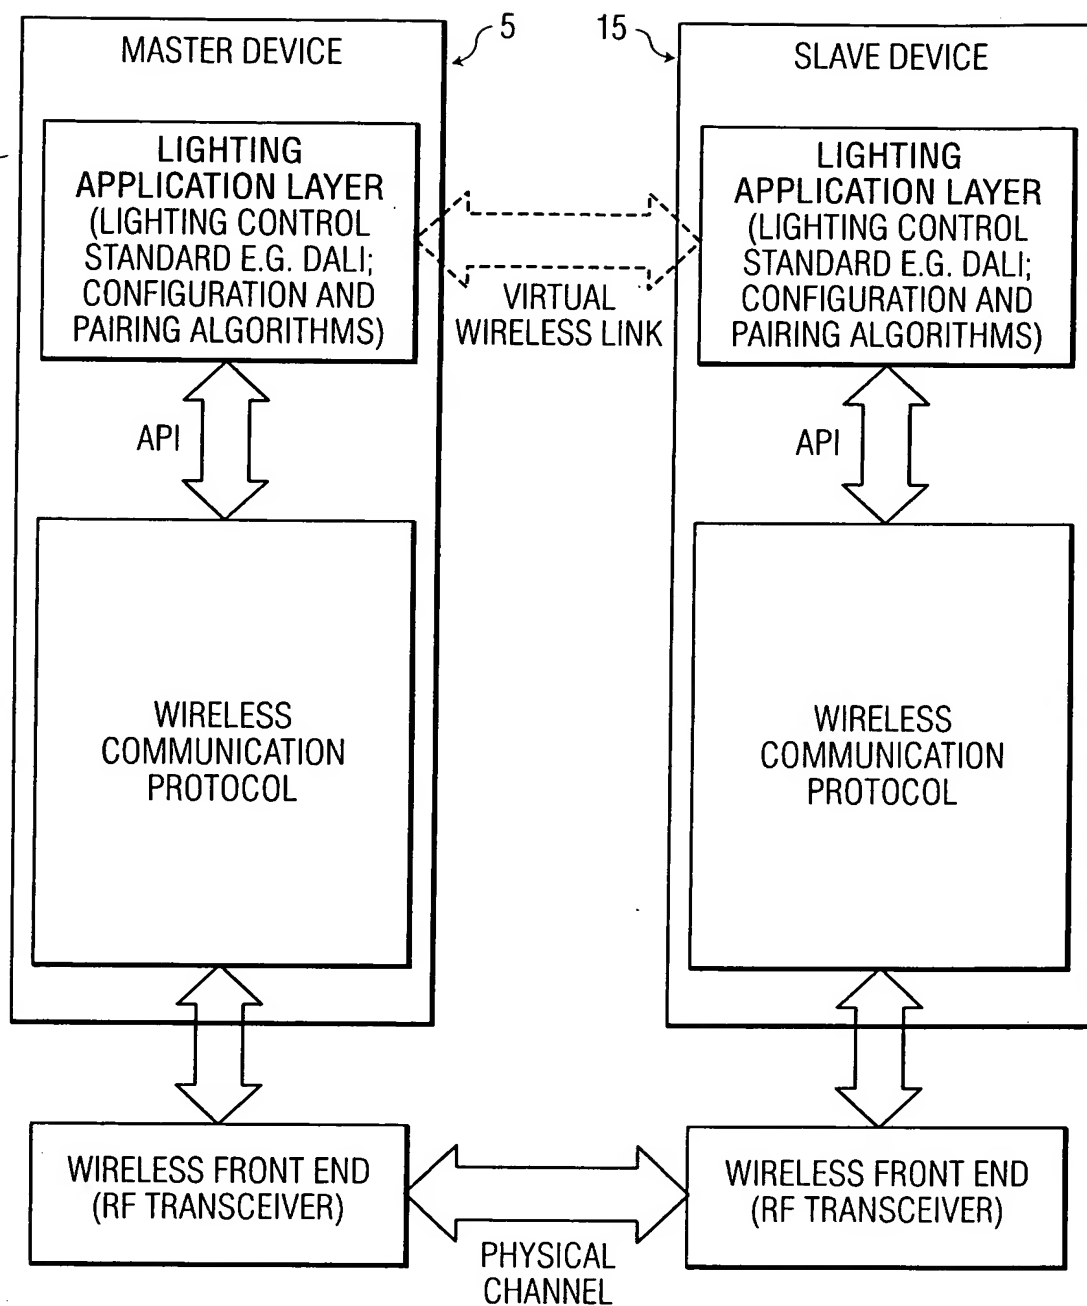 MASTER DEVICE
5
15
SLAVE DEVICE
LIGHTING
APPLICATION LAYER
(LIGHTING CONTROL
STANDARD E.G. DALI;
CONFIGURATION AND
PAIRING ALGORITHMS)
VIRTUAL
WIRELESS LINK
LIGHTING
APPLICATION LAYER
(LIGHTING CONTROL
STANDARD E.G. DALI;
CONFIGURATION AND
PAIRING ALGORITHMS)
API
API
WIRELESS
COMMUNICATION
PROTOCOL
WIRELESS
COMMUNICATION
PROTOCOL
WIRELESS FRONT END
(RF TRANSCEIVER)
PHYSICAL
CHANNEL
WIRELESS FRONT END
(RF TRANSCEIVER)